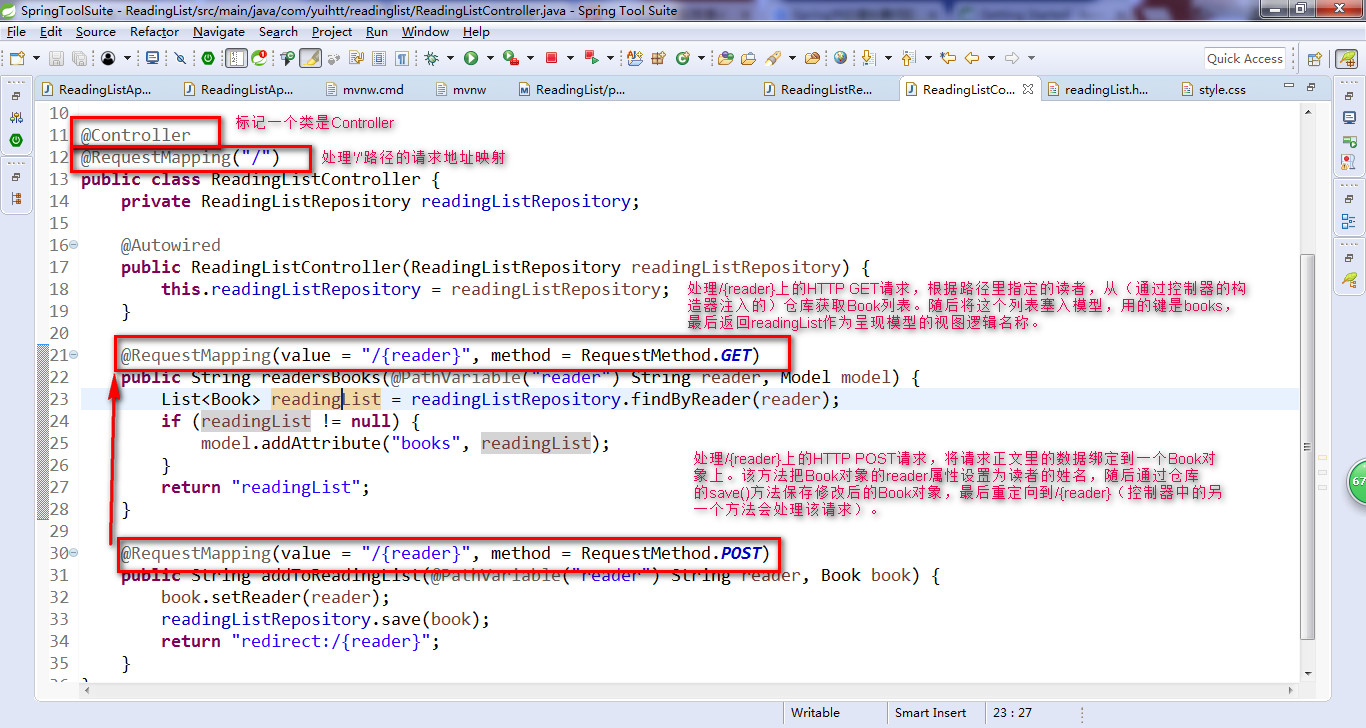 SpringToolSuite - ReadingList/src/main/java/com/yuihtt/readinglist/ReadingListController.java - Spring Tool Suite
File Edit Source Refactor Navigate Search Project Run Window Help
Quick Access
ReadingListAp... ReadingListAp... mvnw.cmd mvnw ReadingList/p... ReadingListRe... ReadingListCo... readingList.h... style.css
10
11 @Controller 标记一个类是Controller
12 @RequestMapping("/") 处理'/'路径的请求地址映射
13 public class ReadingListController {
14 private ReadingListRepository readingListRepository;
15
16 @Autowired
17 public ReadingListController(ReadingListRepository readingListRepository) {
18 this.readingListRepository = readingListRepository;
19 }
处理/{reader}上的HTTP GET请求，根据路径里指定的读者，从（通过控制器的构
造器注入的）仓库获取Book列表。随后将这个列表塞入模型，用的键是books，
最后返回readingList作为呈现模型的视图逻辑名称。
20
21 @RequestMapping(value = "/{reader}", method = RequestMethod.GET)
22 public String readersBooks(@PathVariable("reader") String reader, Model model) {
23 List<Book> readingList = readingListRepository.findByReader(reader);
24 if (readingList != null) {
25 model.addAttribute("books", readingList);
26 }
27 return "readingList";
28 }
处理/{reader}上的HTTP POST请求，将请求正文里的数据绑定到一个Book对
象上。该方法把Book对象的reader属性设置为读者的姓名，随后通过仓库
的save()方法保存修改后的Book对象，最后重定向到/{reader}（控制器中的另
一个方法会处理该请求）。
29
30 @RequestMapping(value = "/{reader}", method = RequestMethod.POST)
31 public String addToReadingList(@PathVariable("reader") String reader, Book book) {
32 book.setReader(reader);
33 readingListRepository.save(book);
34 return "redirect:/{reader}";
35 }
67
Writable Smart Insert 23 : 27